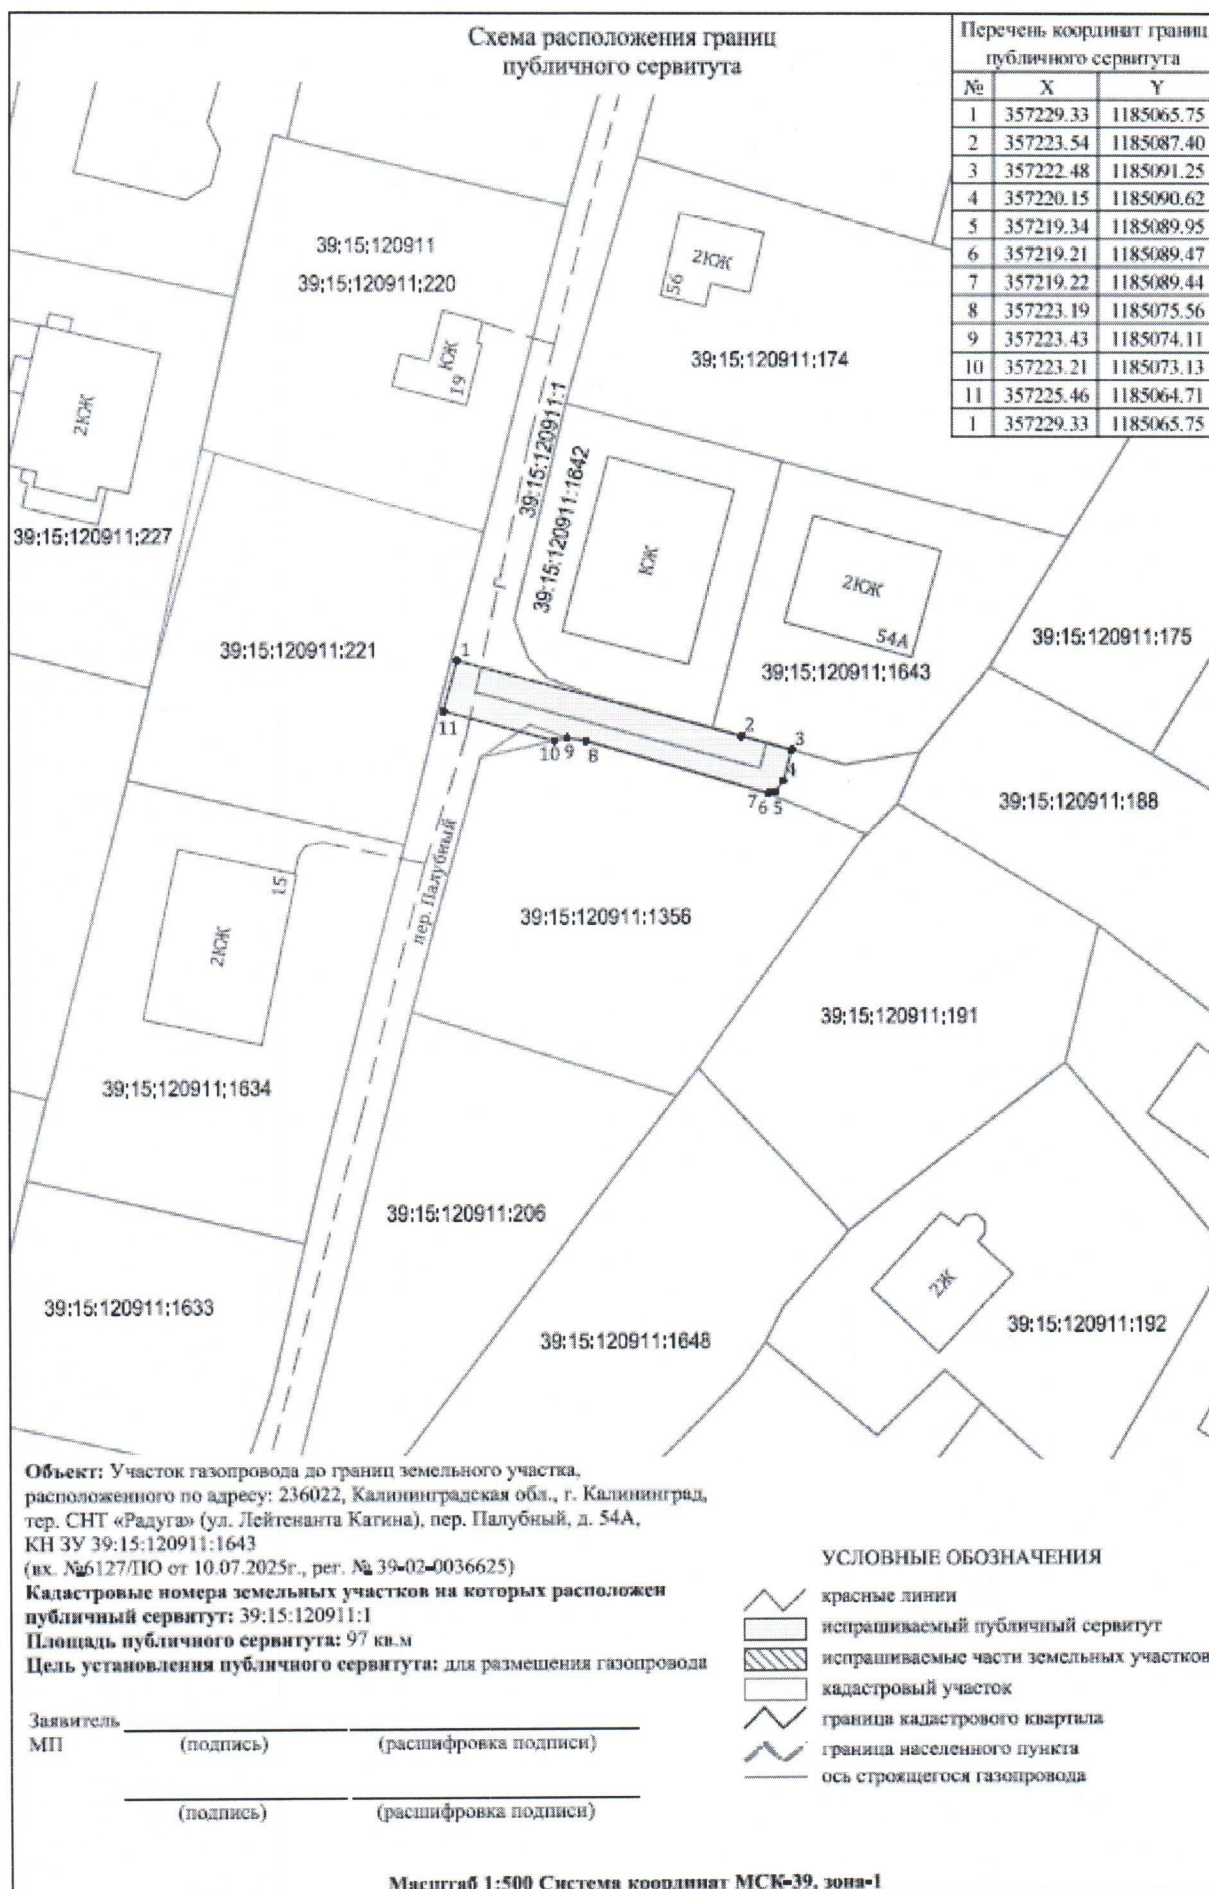 Схема расположения границ
публичного сервитута
Перечень координат границ
публичного сервитута
№ X Y
1 357229.33 1185065.75
2 357223.54 1185087.40
3 357222.48 1185091.25
4 357220.15 1185090.62
5 357219.34 1185089.95
6 357219.21 1185089.47
7 357219.22 1185089.44
8 357223.19 1185075.56
9 357223.43 1185074.11
10 357223.21 1185073.13
11 357225.46 1185064.71
1 357229.33 1185065.75
39:15:120911
39:15:120911:220
2КЖ
56
КЖ
19
39:15:120911:174
2КЖ
39:15:120911:1
39:15:120911:1642
39:15:120911:227
КЖ
2КЖ
54А
Г
39:15:120911:221
39:15:120911:175
39:15:120911:1643
1
2
3
4
5
6
7
8
9
10
11
39:15:120911:188
пер. Палубный
15
2КЖ
39:15:120911:1356
39:15:120911:191
39:15:120911:1634
39:15:120911:206
2Ж
39:15:120911:1633
39:15:120911:1648
39:15:120911:192
Объект: Участок газопровода до границ земельного участка,
расположенного по адресу: 236022, Калининградская обл., г. Калининград,
тер. СНТ «Радуга» (ул. Лейтенанта Катина), пер. Палубный, д. 54А,
КН ЗУ 39:15:120911:1643
(вх. №6127/ПО от 10.07.2025г., рег. № 39-02-0036625)
Кадастровые номера земельных участков на которых расположен
публичный сервитут: 39:15:120911:1
Площадь публичного сервитута: 97 кв.м
Цель установления публичного сервитута: для размещения газопровода
Заявитель
МП (подпись) (расшифровка подписи)
(подпись) (расшифровка подписи)
УСЛОВНЫЕ ОБОЗНАЧЕНИЯ
красные линии
испрашиваемый публичный сервитут
испрашиваемые части земельных участков
кадастровый участок
граница кадастрового квартала
граница населенного пункта
ось строящегося газопровода
Масштаб 1:500 Система координат МСК-39, зона-1